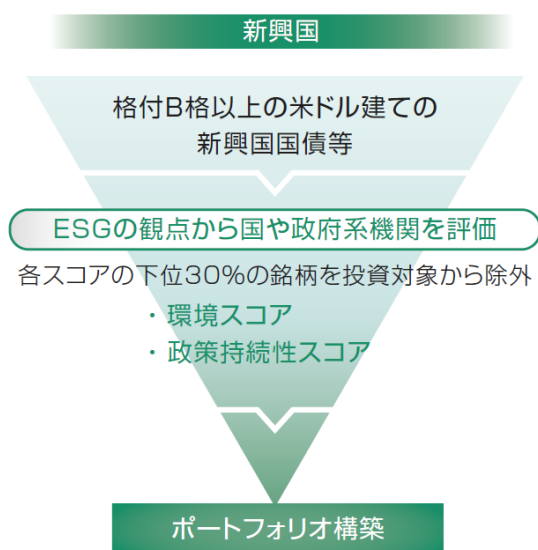 新興国
格付B格以上の米ドル建ての
新興国国債等
ESGの観点から国や政府系機関を評価
各スコアの下位30%の銘柄を投資対象から除外
・環境スコア
・政策持続性スコア
ポートフォリオ構築